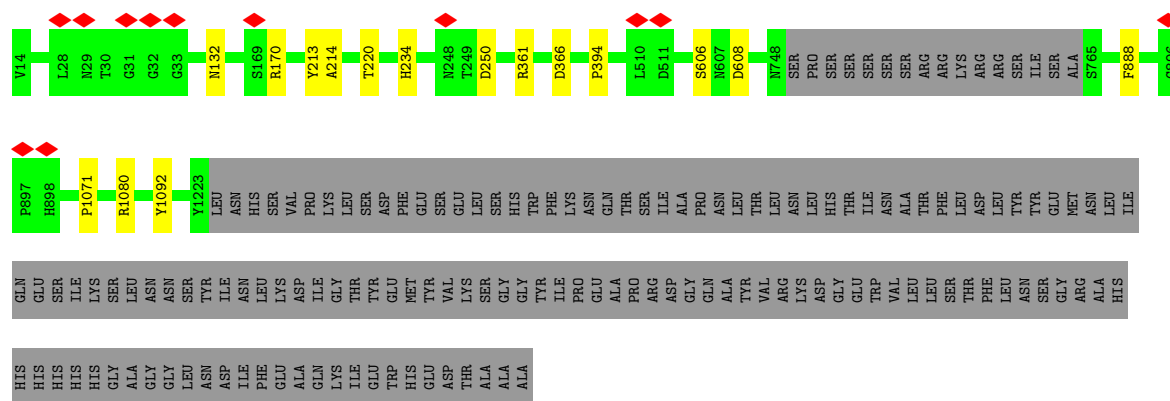 V14 L28 N29 T30 G31 G32 G33 N132 S169 R170 Y213 A214 T220 H234 N248 T249 D250 R361 D366 P394 L510 D511 S606 N607 D608 N748 SER PRO SER SER SER SER SER ARG ARG LYS ARG ARG SER ILE SER ALA S765 F888
P897 H898 P1071 R1080 Y1092 Y1223 LEU ASN HIS SER VAL PRO LYS LEU SER ASP PHE GLU SER GLU LEU SER HIS TRP PHE LYS ASN GLN THR SER ILE ALA PRO ASN LEU THR LEU ASN LEU HIS THR ILE ASN ALA THR PHE LEU ASP LEU TYR TYR GLU MET ASN LEU ILE
GLN GLU SER ILE LYS SER LEU ASN ASN SER TYR ILE ASN LEU LYS ASP ILE GLY THR TYR GLU MET TYR VAL LYS SER GLY GLY TYR ILE PRO GLU ALA PRO ARG ASP GLY GLN ALA TYR VAL ARG LYS ASP GLY GLU TRP VAL LEU LEU SER THR PHE LEU ASN SER GLY ARG ALA HIS
HIS HIS HIS HIS HIS GLY ALA GLY GLY LEU ASN ASP ILE PHE GLU ALA GLN LYS ILE GLU TRP HIS GLU ASP THR ALA ALA ALA